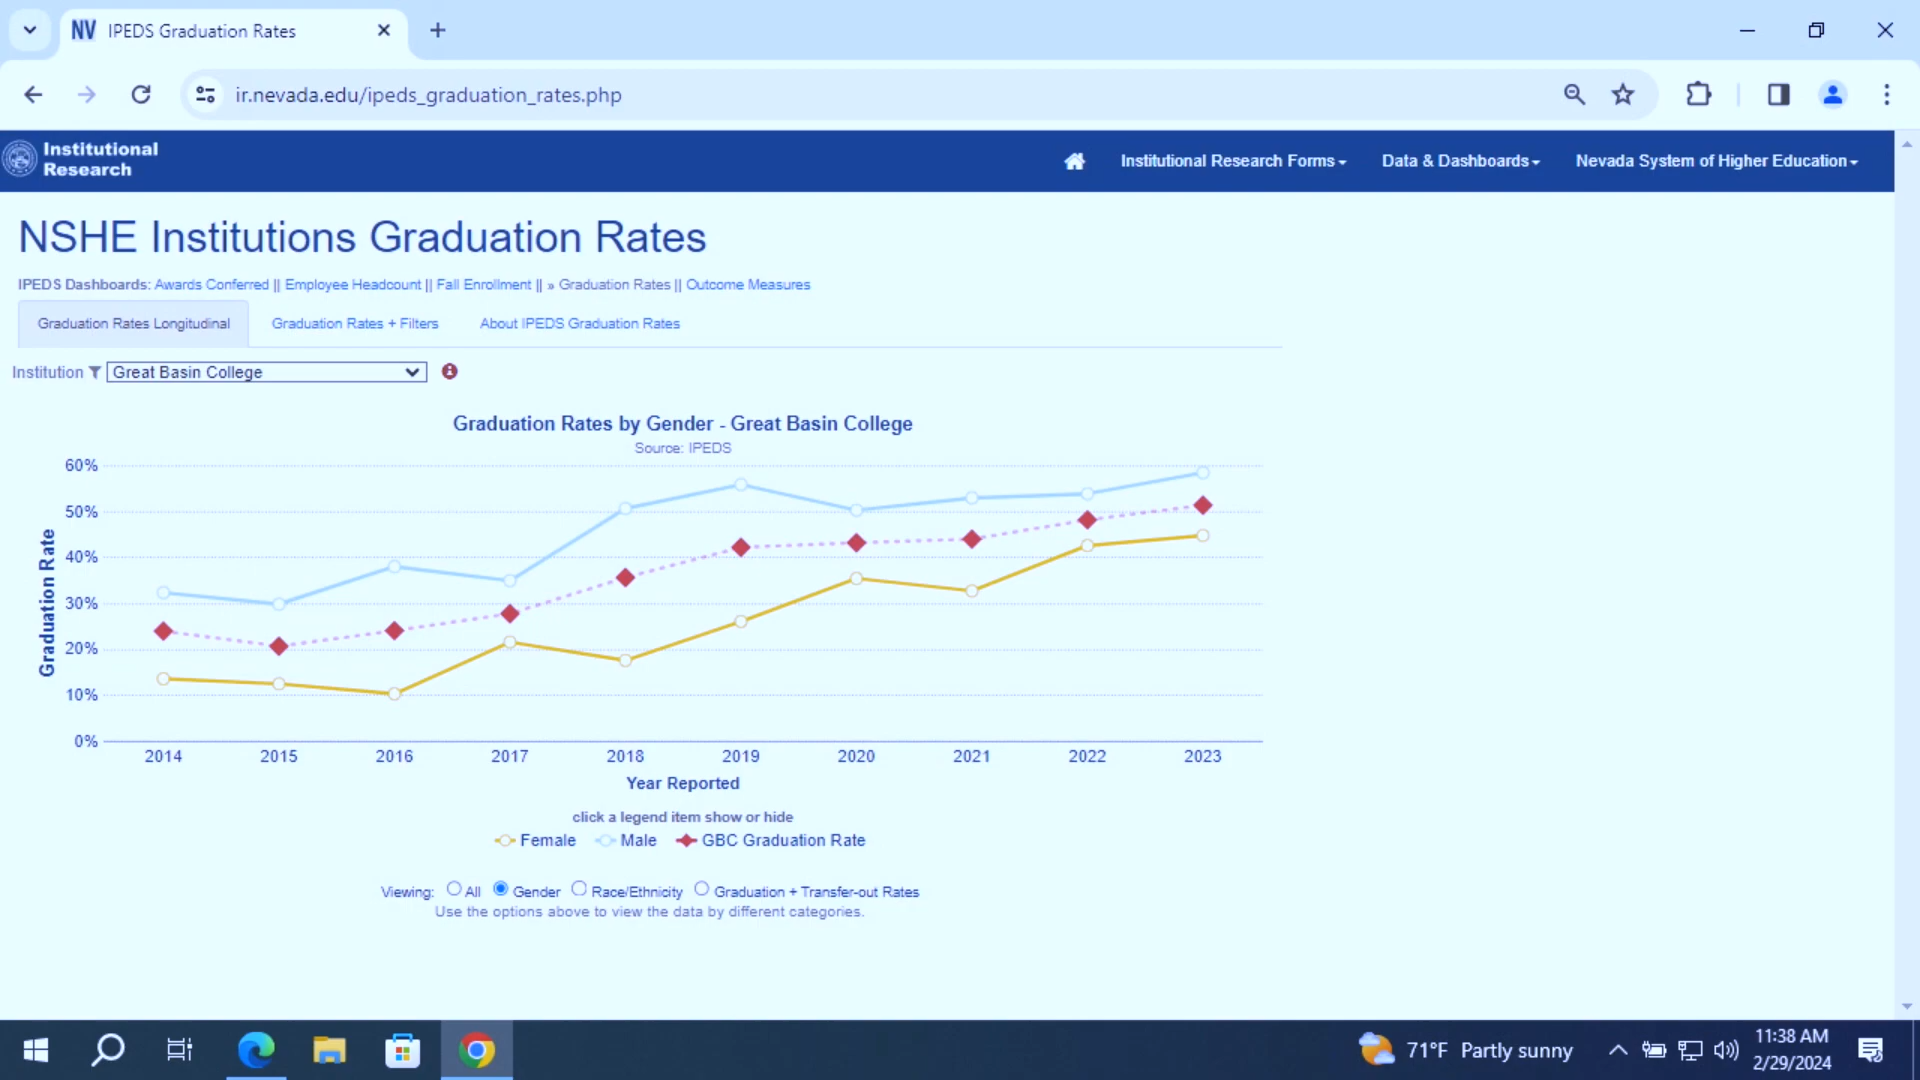 NV IPEDS Graduation Rates
ir.nevada.edu/ipeds_graduation_rates.php
Institutional
Research
Institutional Research Forms
Data & Dashboards
Nevada System of Higher Education
NSHE Institutions Graduation Rates
IPEDS Dashboards: Awards Conferred || Employee Headcount || Fall Enrollment || » Graduation Rates || Outcome Measures
Graduation Rates Longitudinal
Graduation Rates + Filters
About IPEDS Graduation Rates
Institution Great Basin College
Graduation Rates by Gender - Great Basin College
Source: IPEDS
Graduation Rate
60%
50%
40%
30%
20%
10%
0%
2014 2015 2016 2017 2018 2019 2020 2021 2022 2023
Year Reported
click a legend item show or hide
Female Male GBC Graduation Rate
Viewing: All Gender Race/Ethnicity Graduation + Transfer-out Rates
Use the options above to view the data by different categories.
71°F Partly sunny
11:38 AM
2/29/2024